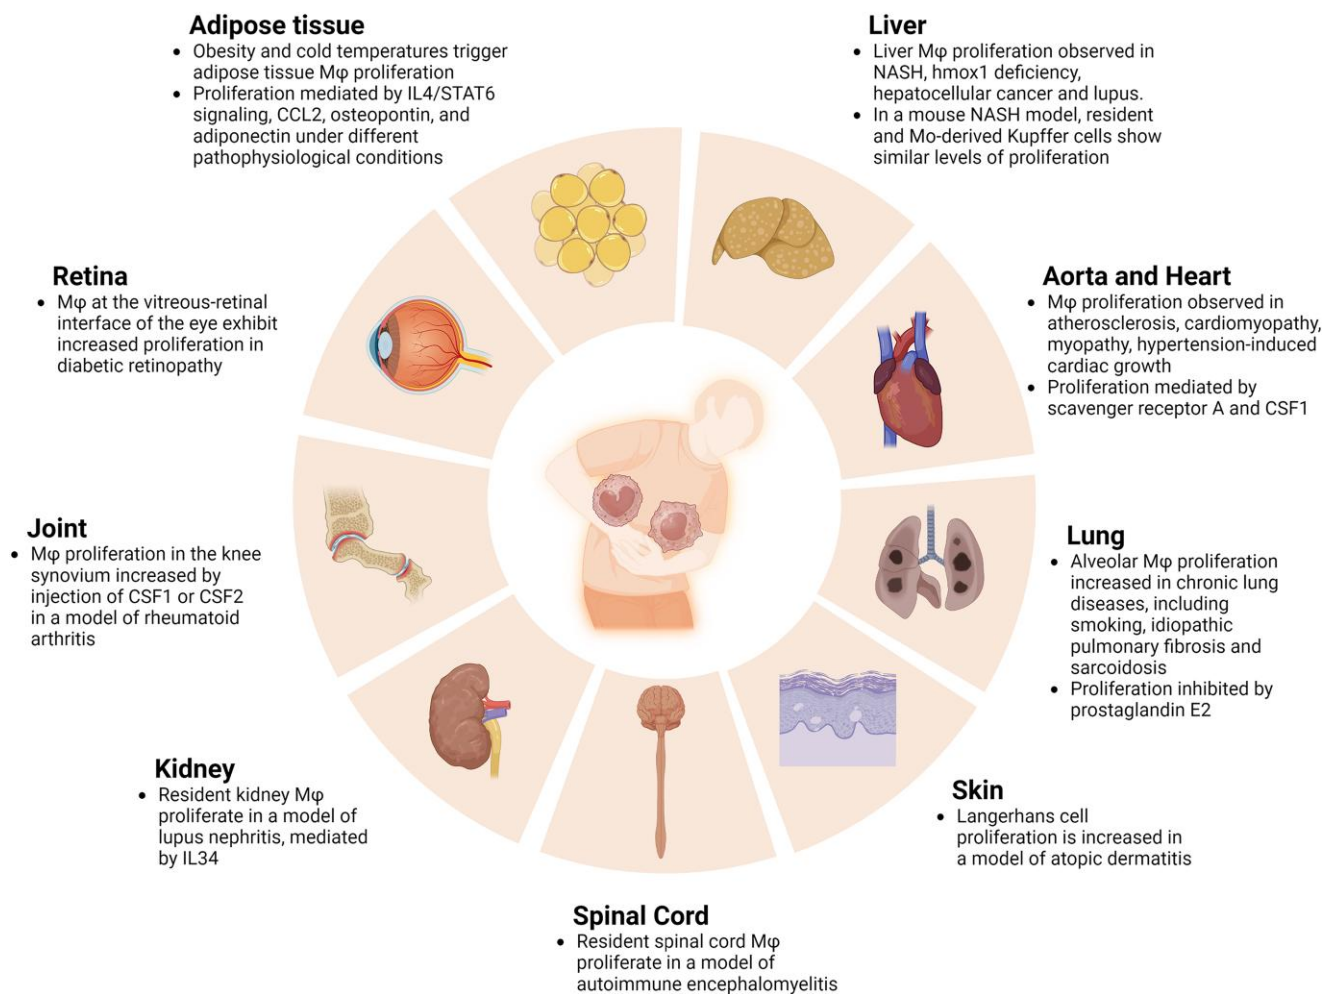 Adipose tissue
• Obesity and cold temperatures trigger
adipose tissue Mφ proliferation
• Proliferation mediated by IL4/STAT6
signaling, CCL2, osteopontin, and
adiponectin under different
pathophysiological conditions
Liver
• Liver Mφ proliferation observed in
NASH, hmox1 deficiency,
hepatocellular cancer and lupus.
• In a mouse NASH model, resident
and Mo-derived Kupffer cells show
similar levels of proliferation
Retina
• Mφ at the vitreous-retinal
interface of the eye exhibit
increased proliferation in
diabetic retinopathy
Aorta and Heart
• Mφ proliferation observed in
atherosclerosis, cardiomyopathy,
myopathy, hypertension-induced
cardiac growth
• Proliferation mediated by
scavenger receptor A and CSF1
Joint
• Mφ proliferation in the knee
synovium increased by
injection of CSF1 or CSF2
in a model of rheumatoid
arthritis
Lung
• Alveolar Mφ proliferation
increased in chronic lung
diseases, including
smoking, idiopathic
pulmonary fibrosis and
sarcoidosis
• Proliferation inhibited by
prostaglandin E2
Kidney
• Resident kidney Mφ
proliferate in a model of
lupus nephritis, mediated
by IL34
Skin
• Langerhans cell
proliferation is increased in
a model of atopic dermatitis
Spinal Cord
• Resident spinal cord Mφ
proliferate in a model of
autoimmune encephalomyelitis